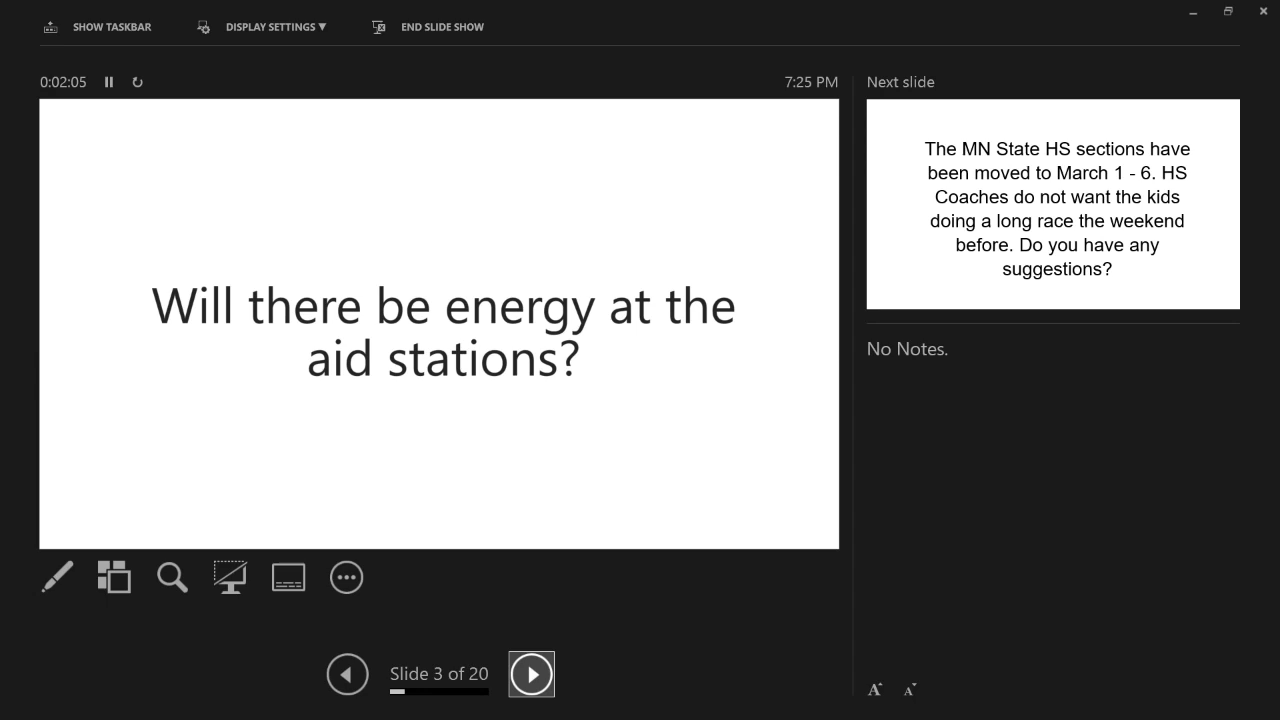 SHOW TASKBAR
DISPLAY SETTINGS ▼
END SLIDE SHOW
0:02:05
7:25 PM
Will there be energy at the
aid stations?
Slide 3 of 20
Next slide
The MN State HS sections have
been moved to March 1 - 6. HS
Coaches do not want the kids
doing a long race the weekend
before. Do you have any
suggestions?
No Notes.
A A